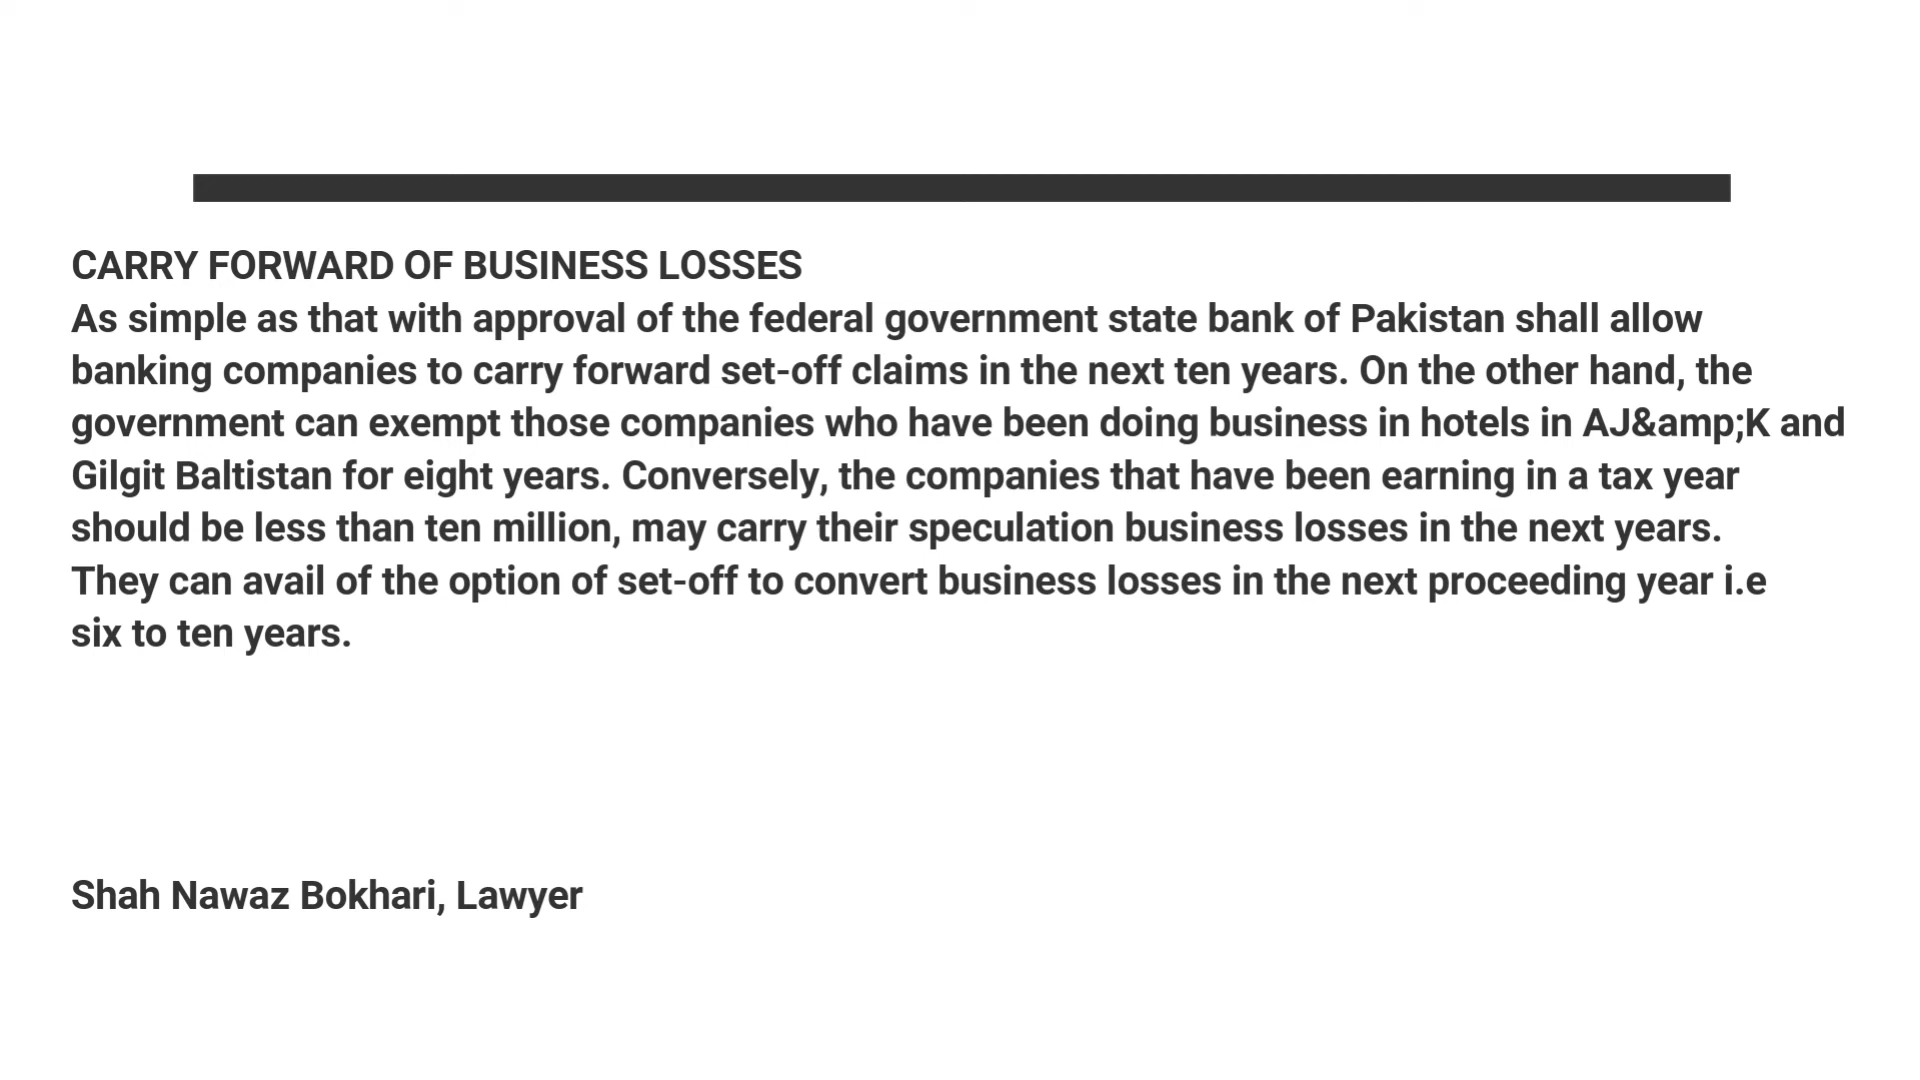 CARRY FORWARD OF BUSINESS LOSSES
As simple as that with approval of the federal government state bank of Pakistan shall allow
banking companies to carry forward set-off claims in the next ten years. On the other hand, the
government can exempt those companies who have been doing business in hotels in AJ&amp;K and
Gilgit Baltistan for eight years. Conversely, the companies that have been earning in a tax year
should be less than ten million, may carry their speculation business losses in the next years.
They can avail of the option of set-off to convert business losses in the next proceeding year i.e
six to ten years.
Shah Nawaz Bokhari, Lawyer